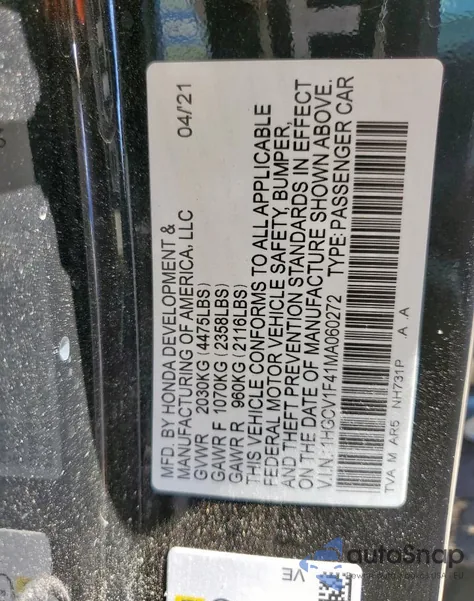 MFD. BY HONDA DEVELOPMENT & 04/21
MANUFACTURING OF AMERICA, LLC
GVWR 2030KG (4475LBS)
GAWR F 1070KG (2358LBS)
GAWR R 960KG (2116LBS)
THIS VEHICLE CONFORMS TO ALL APPLICABLE
FEDERAL MOTOR VEHICLE SAFETY, BUMPER,
AND THEFT PREVENTION STANDARDS IN EFFECT
ON THE DATE OF MANUFACTURE SHOWN ABOVE.
V.I.N.: 1HGCV1F41MA060272 TYPE: PASSENGER CAR
TVA M AR5 NH731P .A .A
VE
autoSnap